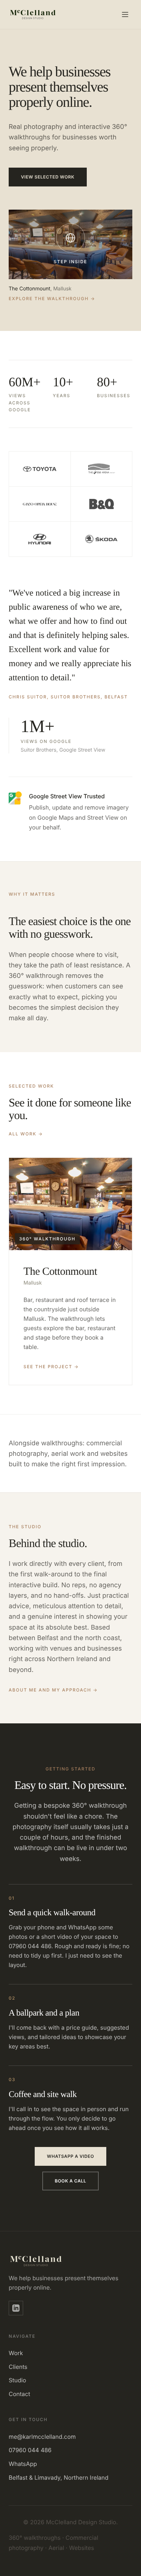 McClelland
We help businesses
present themselves
properly online.
Real photography and interactive 360°
walkthroughs for businesses worth
seeing properly.
VIEW SELECTED WORK
STEP INSIDE
The Cottonmount, Mallusk
EXPLORE THE WALKTHROUGH →
60M+
VIEWS
ACROSS
GOOGLE
10+
YEARS
80+
BUSINESSES
TOYOTA
B&Q
HYUNDAI
ŠKODA
"We've noticed a big increase in
public awareness of who we are,
what we offer and how to find out
and that is definitely helping sales.
Excellent work and value for
money and we really appreciate his
attention to detail."
CHRIS SUITOR, SUITOR BROTHERS, BELFAST
1M+
VIEWS ON GOOGLE
Suitor Brothers, Google Street View
Google Street View Trusted
Publish, update and remove imagery
on Google Maps and Street View on
your behalf.
WHY IT MATTERS
The easiest choice is the one
with no guesswork.
When people choose where to visit,
they take the path of least resistance. A
360° walkthrough removes the
guesswork: when customers can see
exactly what to expect, picking you
becomes the simplest decision they
make all day.
SELECTED WORK
See it done for someone like
you.
ALL WORK →
360° WALKTHROUGH
The Cottonmount
Mallusk
Bar, restaurant and roof terrace in
the countryside just outside
Mallusk. The walkthrough lets
guests explore the bar, restaurant
and stage before they book a
table.
SEE THE PROJECT →
Alongside walkthroughs: commercial
photography, aerial work and websites
built to match the right first impression.
THE STUDIO
Behind the studio.
I work directly with every client, from
the first walk-around to the final
interactive build. No reps, no agency
layers, and no hand-offs. Just practical
advice, meticulous attention to detail
and a genuine interest in showing your
space at its absolute best. Based
between Belfast and the north coast,
working with venues and businesses
right across Northern Ireland and
beyond.
ABOUT ME AND MY APPROACH →
GETTING STARTED
Easy to start. No pressure.
Getting a bespoke 360° walkthrough
shouldn't feel like a chore. The
photography itself usually takes just a
couple of hours, and the finished
walkthrough can be live in under two
weeks.
01
Send a quick walk-around
Grab your phone and WhatsApp some
photos or a short video of your space to
07960 044 486. Rough and ready is fine; no
need to tidy up first. I just need to see the
layout.
02
A ballpark and a plan
I'll come back with a price guide, suggested
views, and tailored ideas to showcase your
key areas best.
03
Coffee and site walk
I'll call in to see the space in person and run
through the flow. You only decide to go
ahead once you see how it all works.
WHATSAPP A VIDEO
BOOK A CALL
McClelland
We help businesses present themselves
properly online.
in
NAVIGATE
Work
Clients
Studio
Contact
GET IN TOUCH
me@karlmcclelland.com
07960 044 486
WhatsApp
Belfast & Limavady, Northern Ireland
© 2026 McClelland Design Studio
360° walkthroughs · Commercial
photography · Aerial · Websites